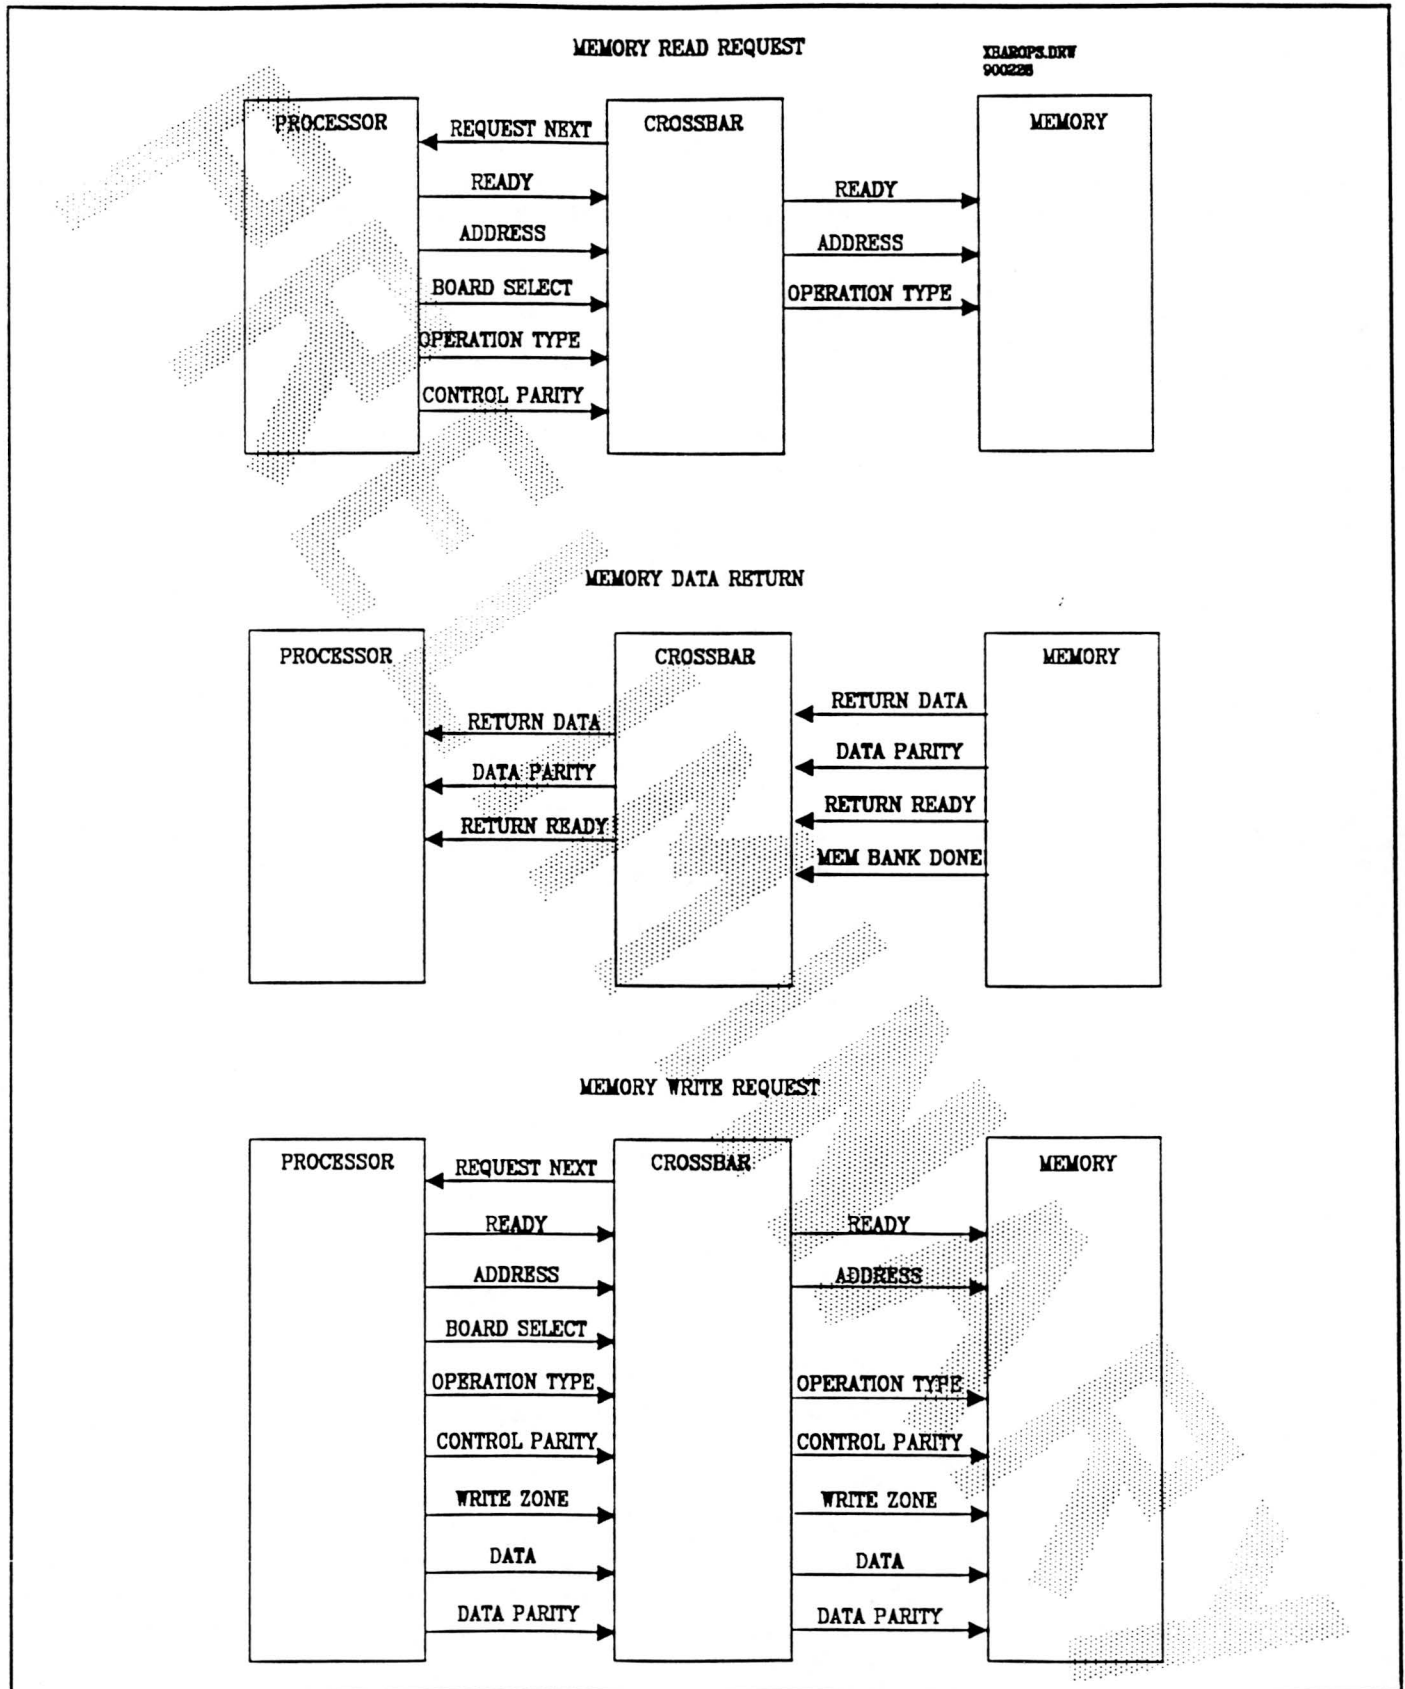 MEMORY READ REQUEST
XBAROPS.DRW
900226
PROCESSOR
REQUEST NEXT
CROSSBAR
MEMORY
READY
READY
ADDRESS
ADDRESS
BOARD SELECT
OPERATION TYPE
OPERATION TYPE
CONTROL PARITY
MEMORY DATA RETURN
PROCESSOR
CROSSBAR
MEMORY
RETURN DATA
RETURN DATA
DATA PARITY
DATA PARITY
RETURN READY
RETURN READY
MEM BANK DONE
MEMORY WRITE REQUEST
PROCESSOR
REQUEST NEXT
CROSSBAR
MEMORY
READY
READY
ADDRESS
ADDRESS
BOARD SELECT
OPERATION TYPE
OPERATION TYPE
CONTROL PARITY
CONTROL PARITY
WRITE ZONE
WRITE ZONE
DATA
DATA
DATA PARITY
DATA PARITY
PRELIMINARY